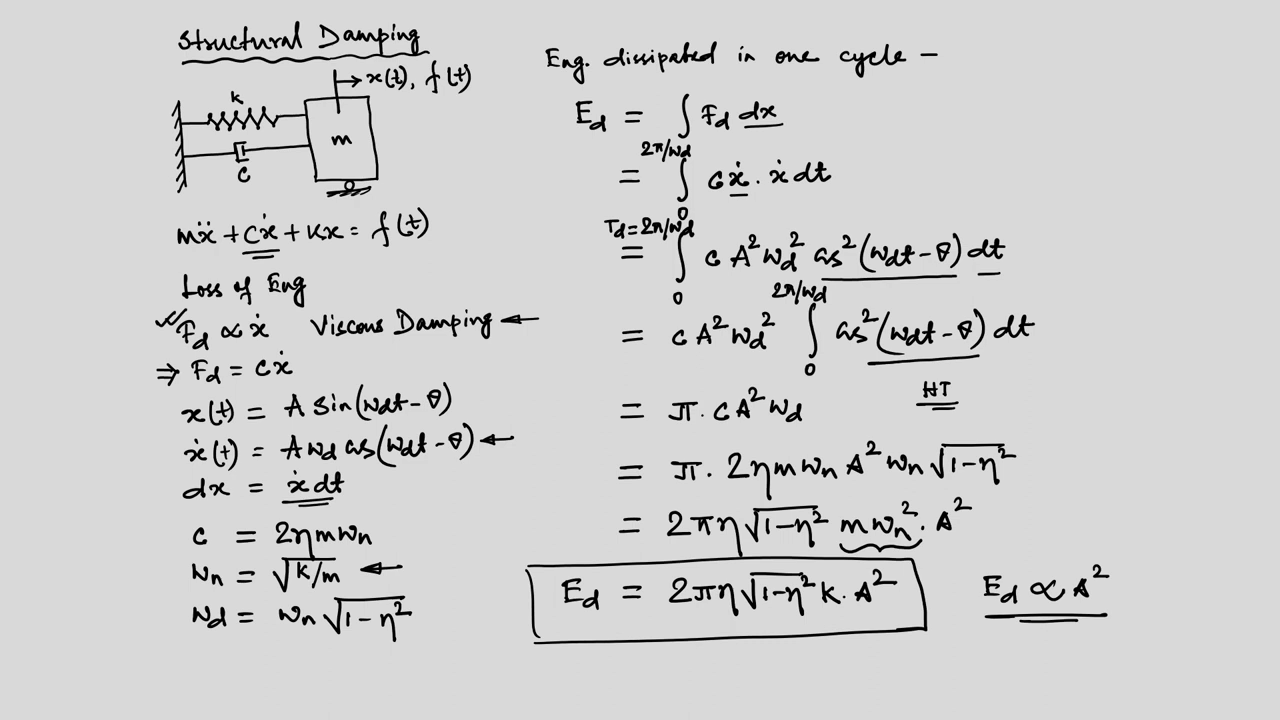 Structural Damping
x(t), f(t)
k
m
c
mẍ + cẋ + kx = f(t)
Loss of Eng
✓ Fd ∝ ẋ Viscous Damping ←
⇒ Fd = cẋ
x(t) = A Sin(ωdt - θ)
ẋ(t) = A ωd cos(ωdt - θ) ←
dx = ẋ dt
c = 2ηmωn
ωn = √k/m ←
ωd = ωn √1-η²
Eng. dissipated in one cycle –
Ed = ∫ Fd dx
= ∫₀^(2π/ωd) cẋ . ẋ dt
= ∫₀^(Td = 2π/ωd) c A² ωd² cos²(ωdt - θ) dt
= c A² ωd² ∫₀^(2π/ωd) cos²(ωdt - θ) dt
HT
= π. c A² ωd
= π. 2ηmωn A² ωn √1-η²
= 2πη √1-η² mωn² . A²
Ed = 2πη √1-η² k. A²
Ed ∝ A²